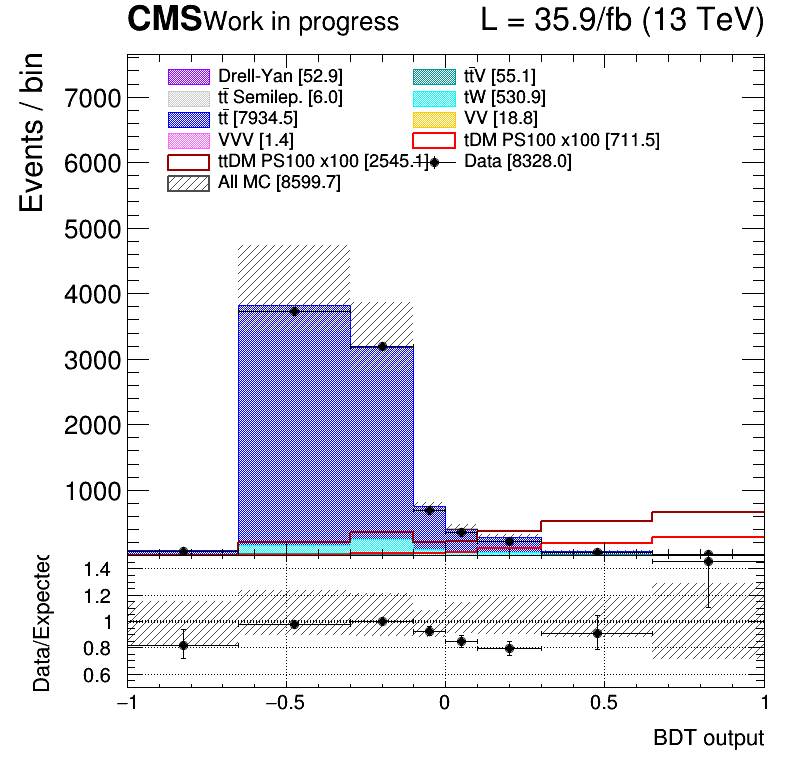 CMS Work in progress L = 35.9/fb (13 TeV)
Events / bin
Drell-Yan [52.9]
tt̄V [55.1]
tt̄ Semilep. [6.0]
tW [530.9]
tt̄ [7934.5]
VV [18.8]
VVV [1.4]
tDM PS100 x100 [711.5]
ttDM PS100 x100 [2545.1]
Data [8328.0]
All MC [8599.7]
7000
6000
5000
4000
3000
2000
1000
Data/Expected
1.4
1.2
1
0.8
0.6
−1 −0.5 0 0.5 1
BDT output